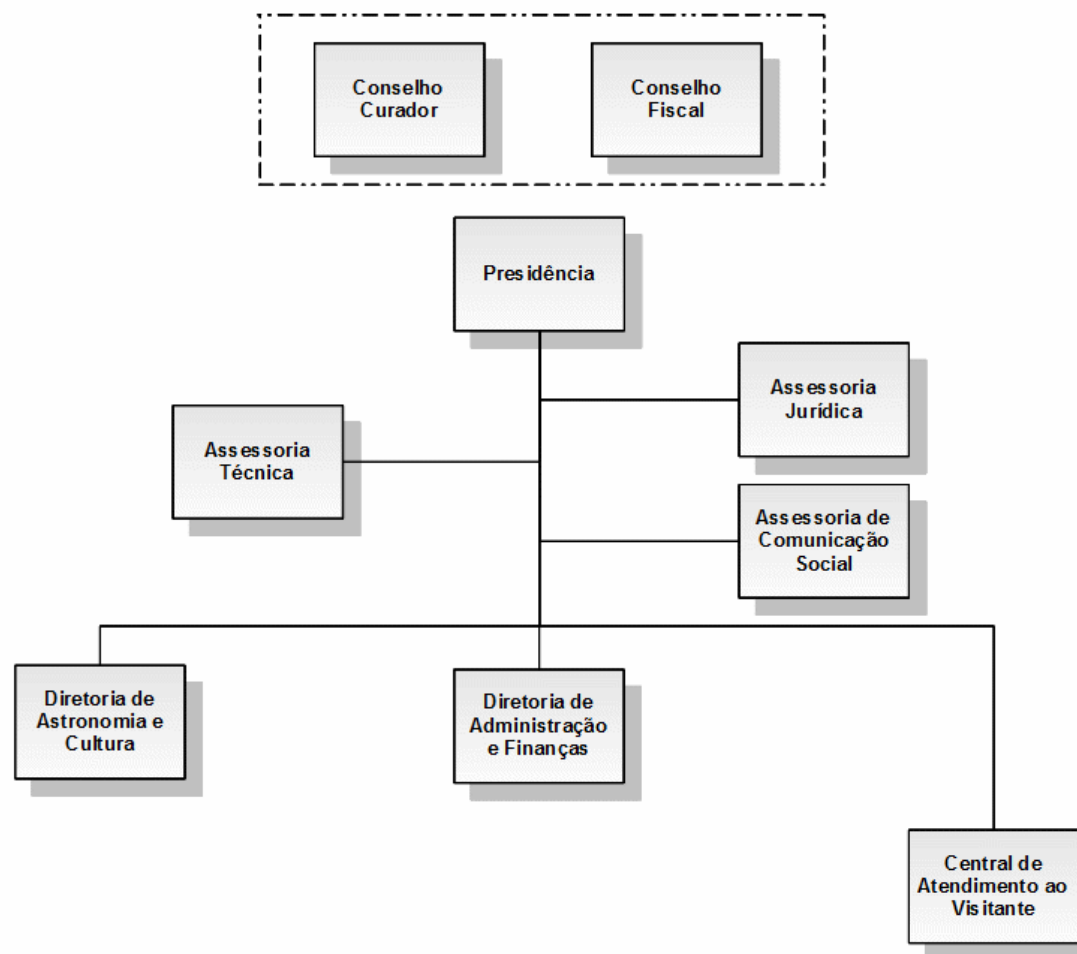 Conselho
Curador
Conselho
Fiscal
Presidência
Assessoria
Jurídica
Assessoria
Técnica
Assessoria de
Comunicação
Social
Diretoria de
Astronomia e
Cultura
Diretoria de
Administração
e Finanças
Central de
Atendimento ao
Visitante